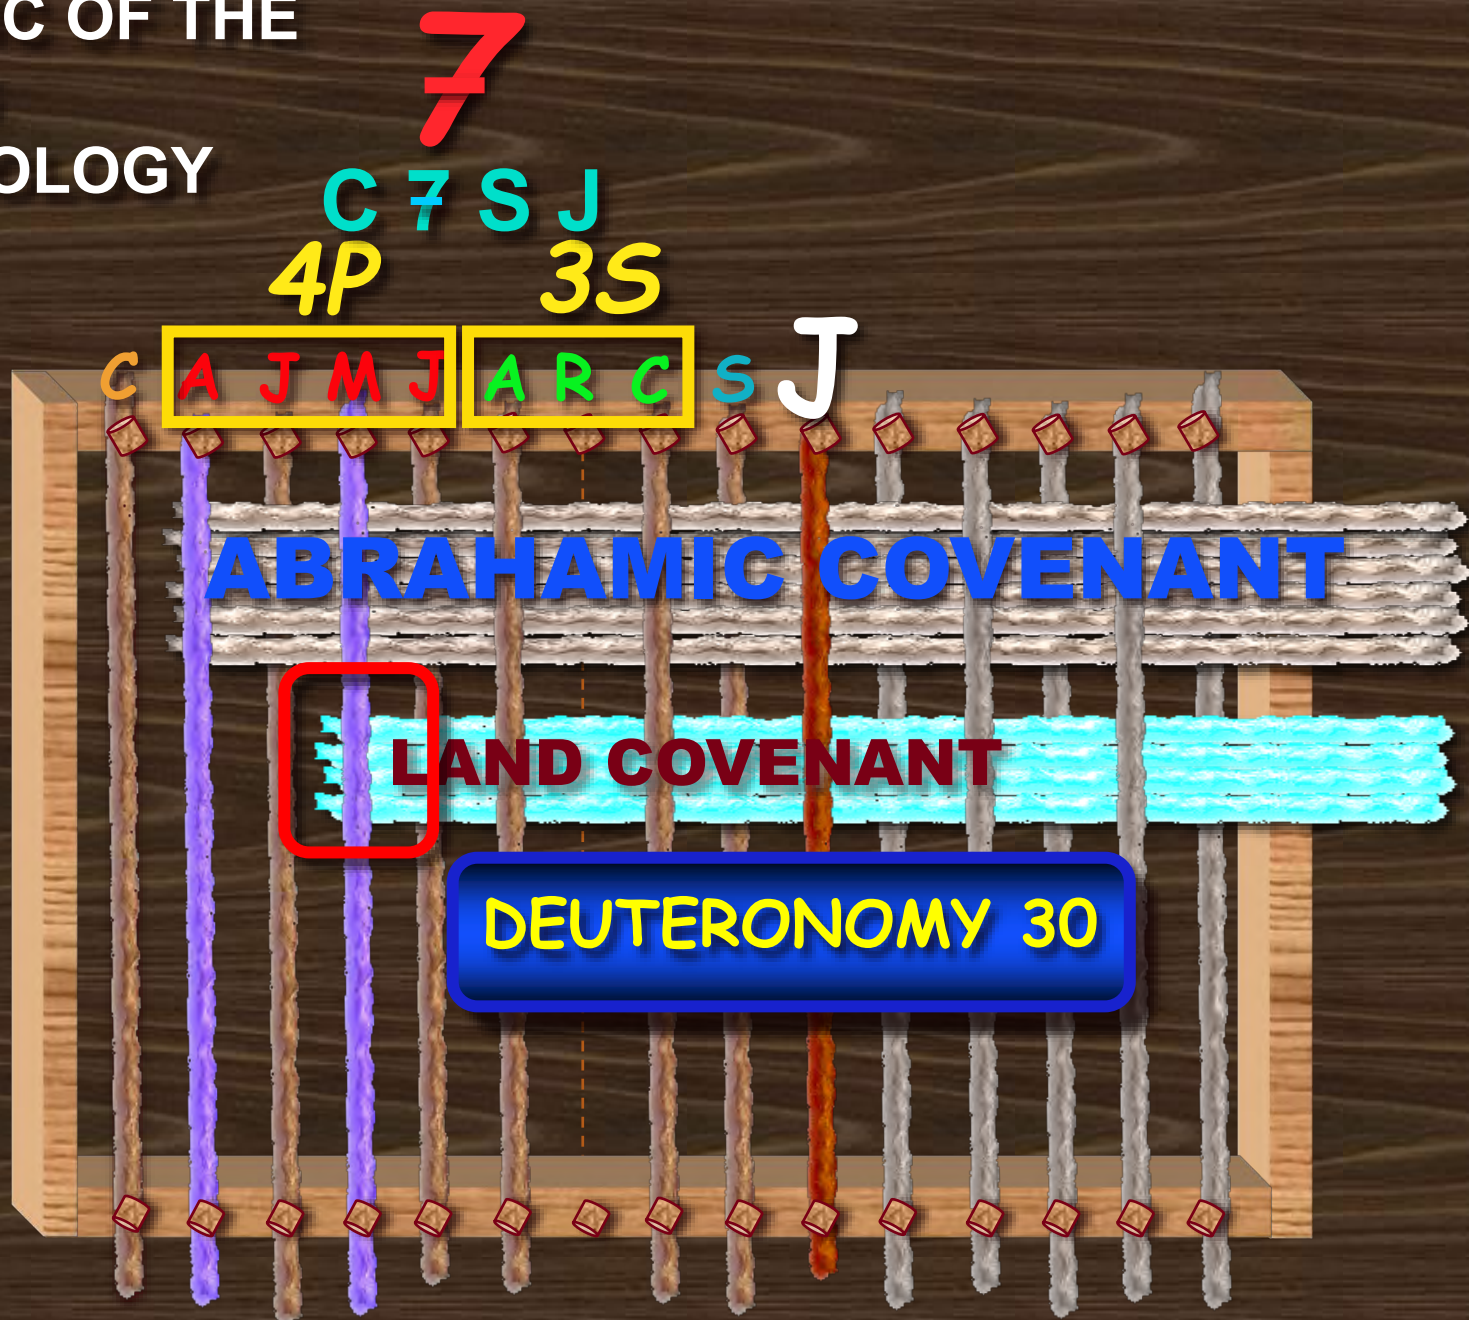 C OF THE
7
OLOGY
C 7 S J
4P 3S
C A J M J A R C S J
ABRAHAMIC COVENANT
LAND COVENANT
DEUTERONOMY 30